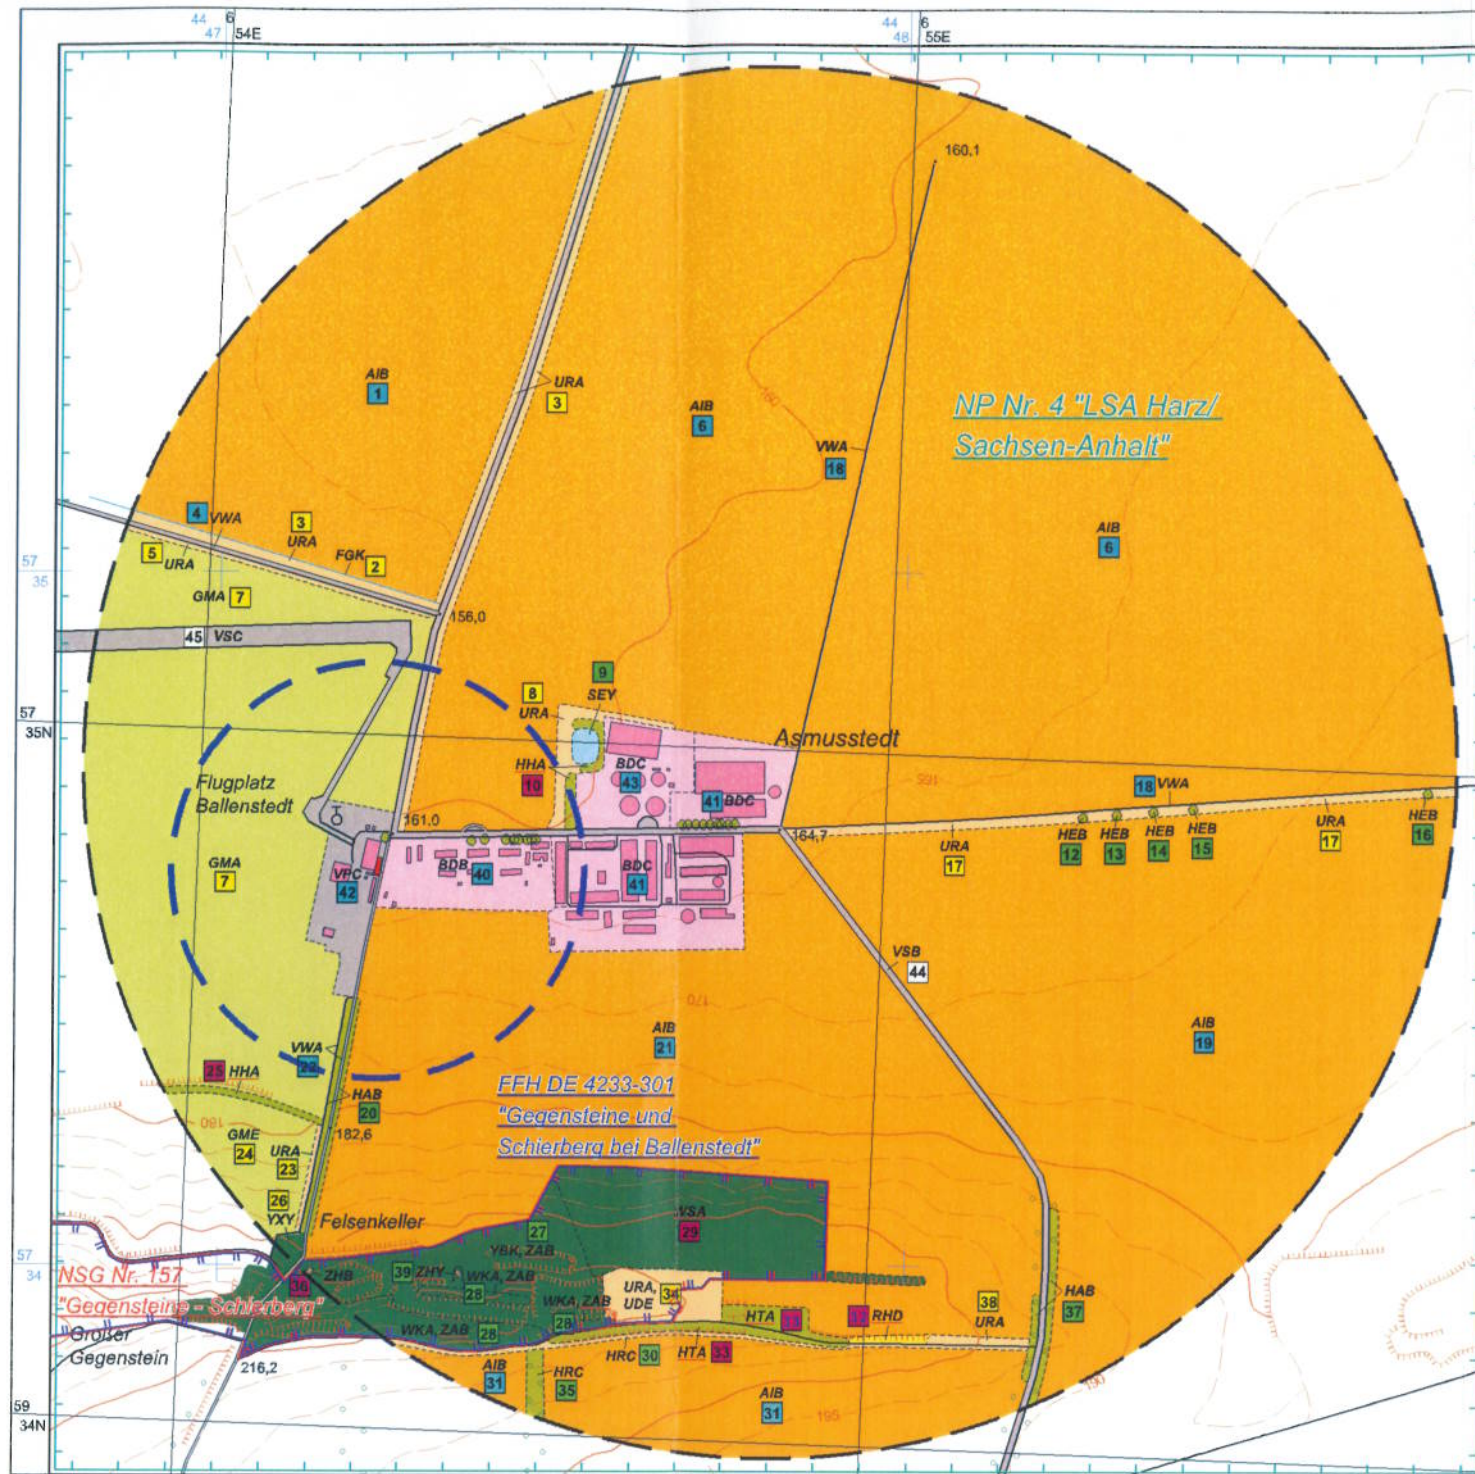 44 6 44 6
47 54E 48 55E
160,1
AIB
1
URA
3
AIB
6
VWA
18
160
NP Nr. 4 "LSA Harz/
Sachsen-Anhalt"
AIB
6
4 VWA
3
URA
5 URA
FGK 2
57
35
GMA 7
156,0
45 VSC
57
35N
8
URA
9
SEY
Asmusstedt
Flugplatz
Ballenstedt
HHA
10
BDC
43
41 BDC
165
18 VWA
161,0
164,7
GMA
7
VPC
42
BDB 40
BDC
41
URA
17
HEB
12
HEB
13
HEB
14
HEB
15
URA
17
HEB
16
VSB
44
170
AIB
21
AIB
19
VWA
22
25 HHA
HAB
20
180
182,6
FFH DE 4233-301
"Gegensteine und
Schierberg bei Ballenstedt"
GME
24
URA
23
26
YXY
Felsenkeller
27
YBK, ZAB
VSA
29
57
34
NSG Nr. 157
"Gegensteine - Schierberg"
36
ZHB
39 ZHY
WKA, ZAB
28
WKA, ZAB
28
WKA, ZAB
28
URA,
UDE
34
HTA
33
RHD
38
URA
HAB
37
Großer
Gegenstein
216,2
HRC 30
HTA
33
AIB
31
HRC
35
AIB
31
195
190
59
34N